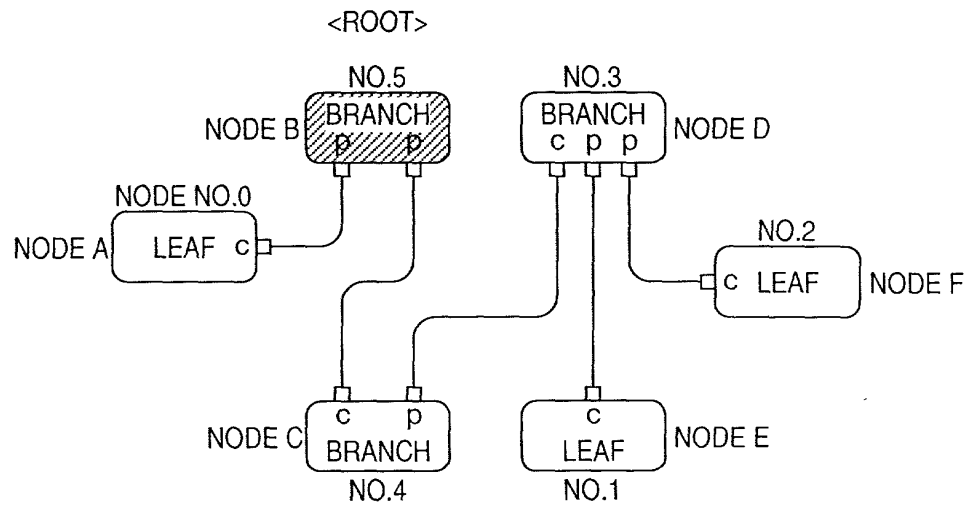 <ROOT>
NO.5
NO.3
NODE B
BRANCH
p p
BRANCH
c p p
NODE D
NODE NO.0
NODE A
LEAF c
NO.2
c LEAF
NODE F
NODE C
c p
BRANCH
NO.4
c
LEAF
NODE E
NO.1